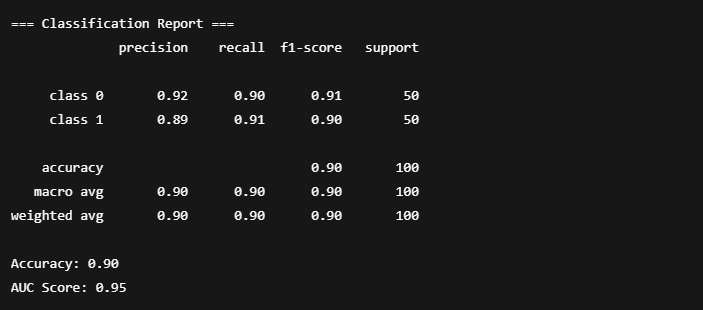 === Classification Report ===
precision recall f1-score support
class 0 0.92 0.90 0.91 50
class 1 0.89 0.91 0.90 50
accuracy 0.90 100
macro avg 0.90 0.90 0.90 100
weighted avg 0.90 0.90 0.90 100
Accuracy: 0.90
AUC Score: 0.95